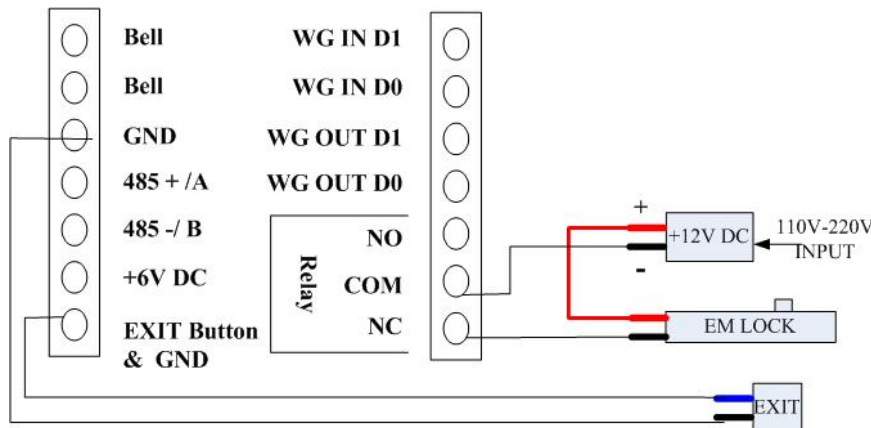 Bell
WG IN D1
Bell
WG IN D0
GND
WG OUT D1
485 + /A
WG OUT D0
485 -/ B
NO
+6V DC
COM
EXIT Button
& GND
NC
Relay
+
+12V DC
-
110V-220V
INPUT
EM LOCK
EXIT